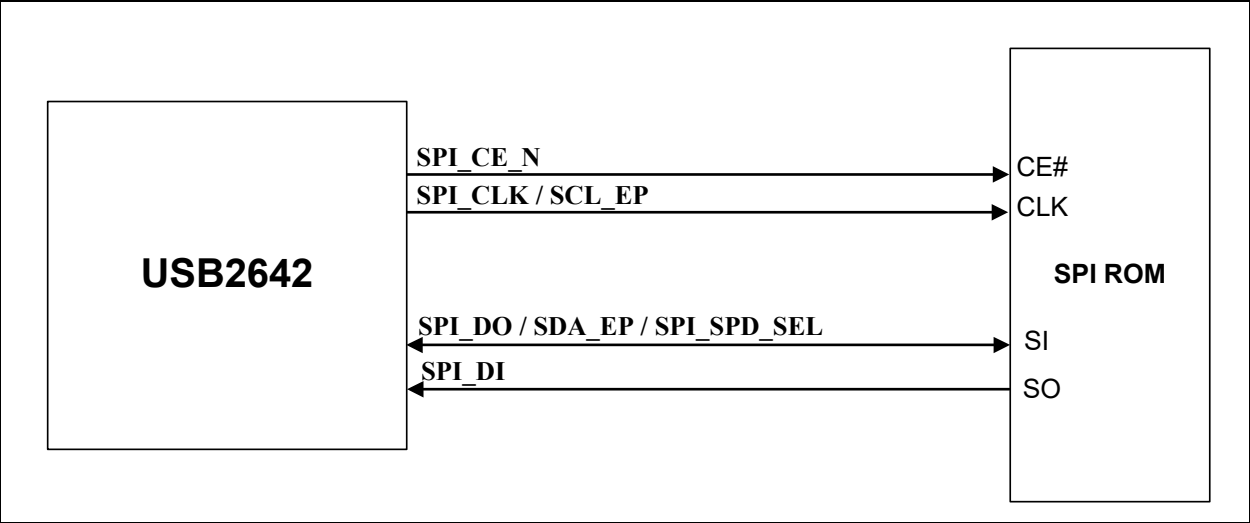 SPI_CE_N
CE#
SPI_CLK / SCL_EP
CLK
USB2642
SPI ROM
SPI_DO / SDA_EP / SPI_SPD_SEL
SI
SPI_DI
SO